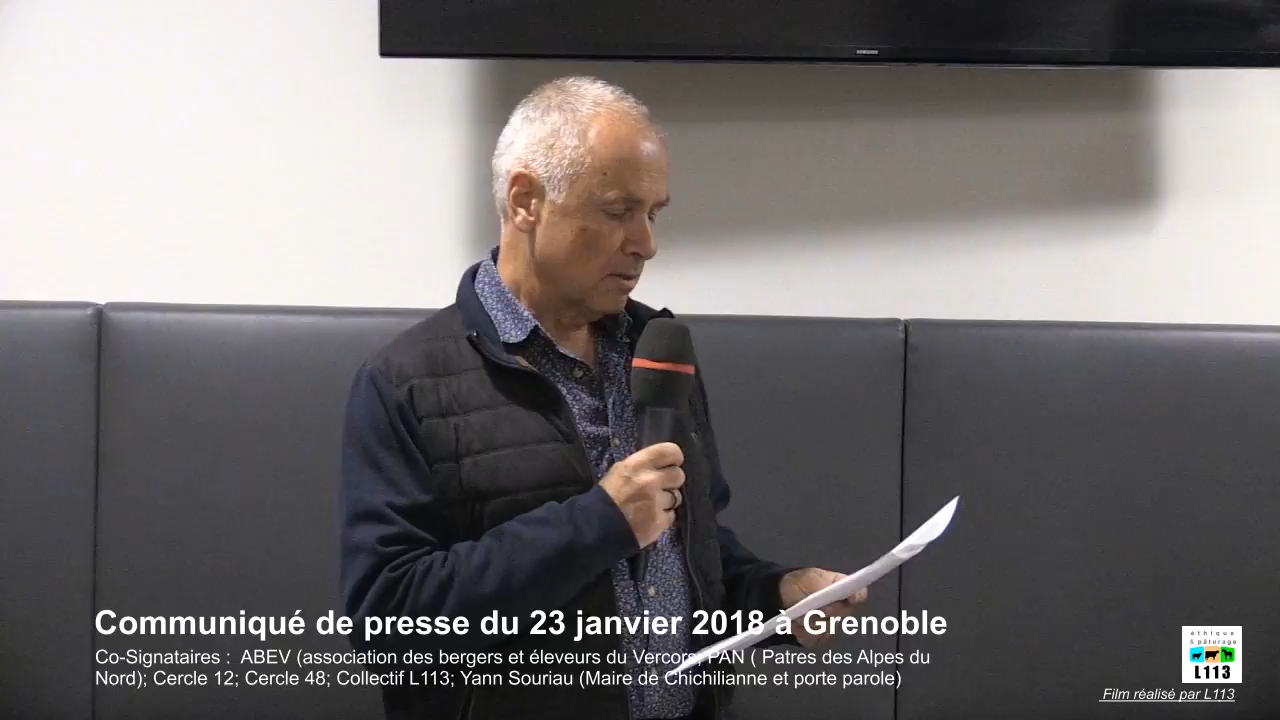 Communiqué de presse du 23 janvier 2018 à Grenoble
Co-Signataires : ABEV (association des bergers et éleveurs du Vercors; PAN ( Patres des Alpes du
Nord); Cercle 12; Cercle 48; Collectif L113; Yann Souriau (Maire de Chichilianne et porte parole)
éthique
& pâturage
L113
Film réalisé par L113